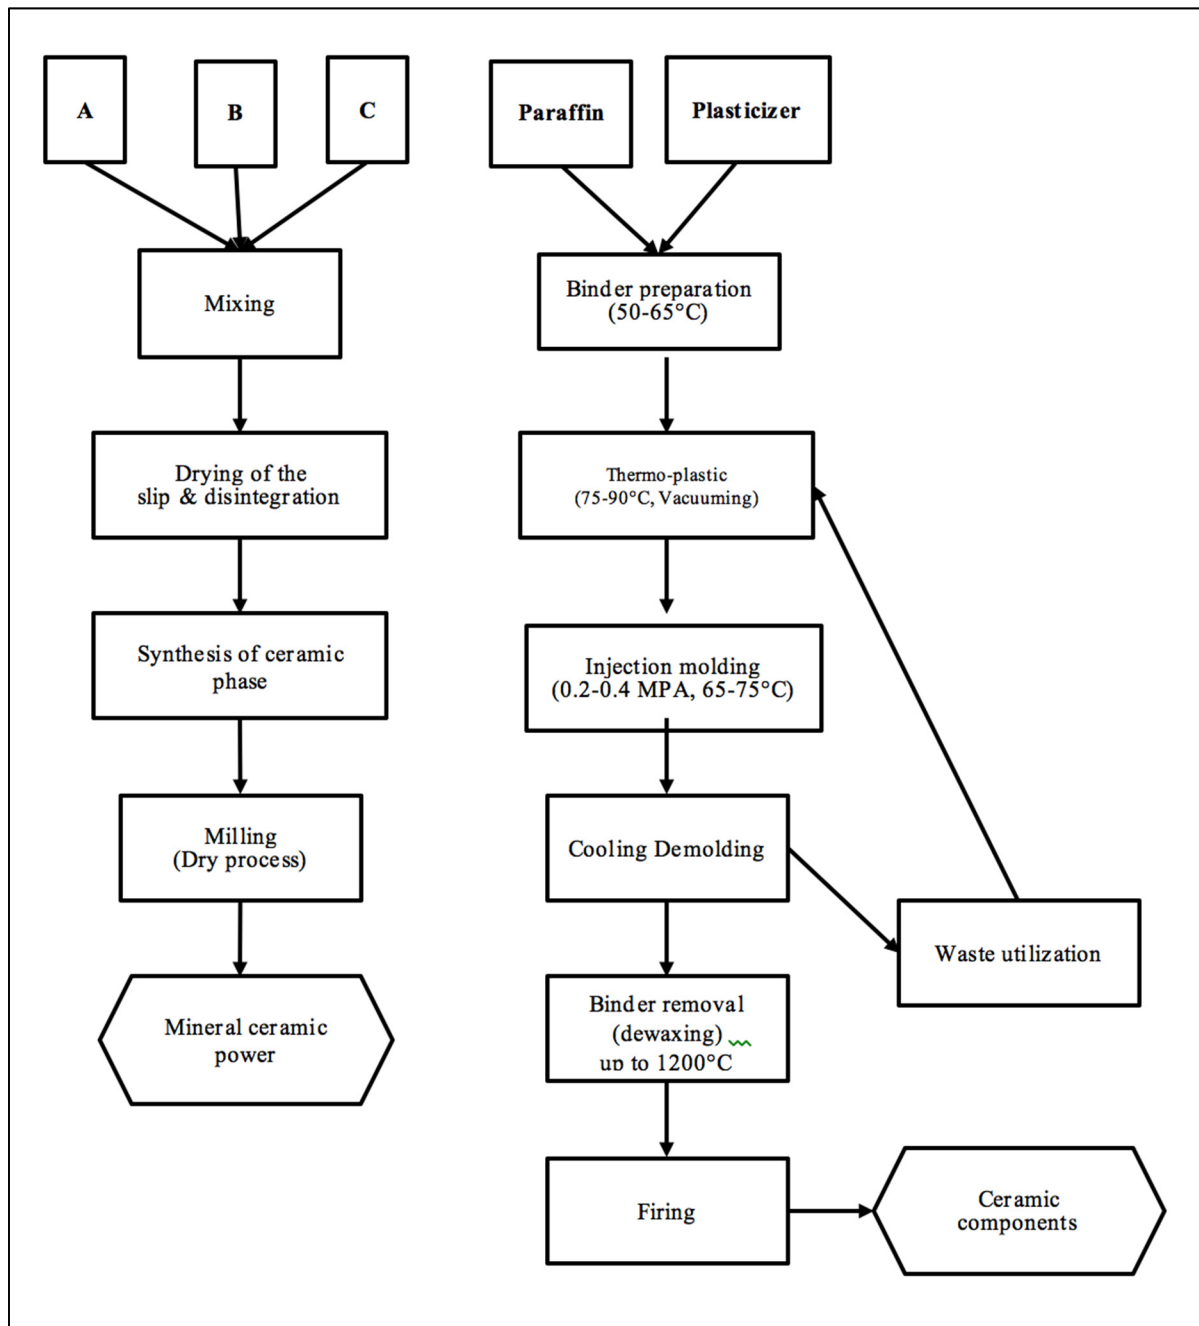 A
B
C
Mixing
Drying of the
slip & disintegration
Synthesis of ceramic
phase
Milling
(Dry process)
Mineral ceramic
power
Paraffin
Plasticizer
Binder preparation
(50-65°C)
Thermo-plastic
(75-90°C, Vacuuming)
Injection molding
(0.2-0.4 MPA, 65-75°C)
Cooling Demolding
Waste utilization
Binder removal
(dewaxing)
up to 1200°C
Firing
Ceramic
components